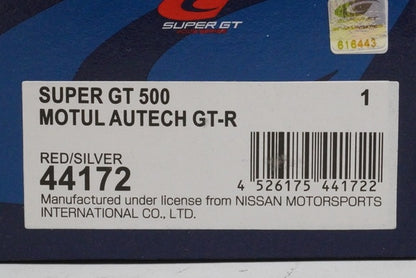 SUPER GT
616443
SUPER GT 500 1
MOTUL AUTECH GT-R
RED/SILVER
44172
4 526175 441722
Manufactured under license from NISSAN MOTORSPORTS
INTERNATIONAL CO., LTD.